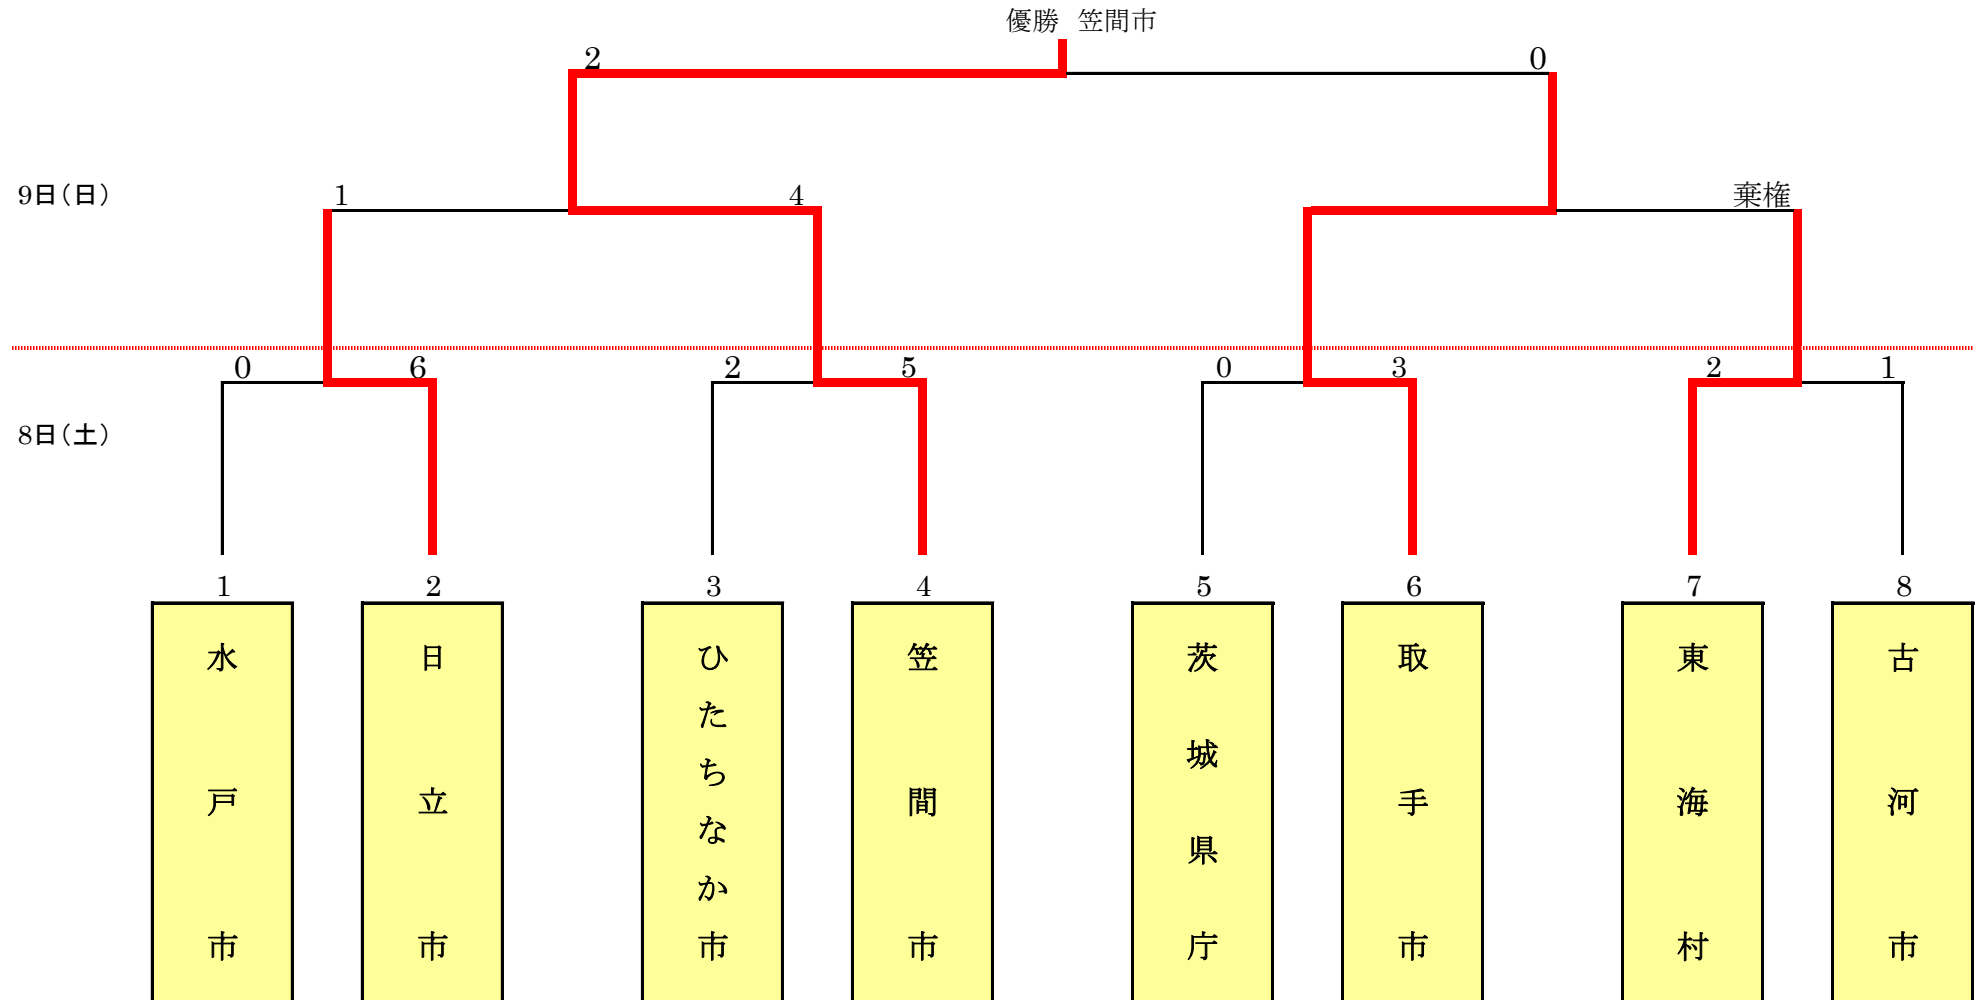 優勝 笠間市
2 0
9日(日) 1 4 棄権
0 6 2 5 0 3 2 1
8日(土)
1 2 3 4 5 6 7 8
水戸市
日立市
ひたちなか市
笠間市
茨城県庁
取手市
東海村
古河市